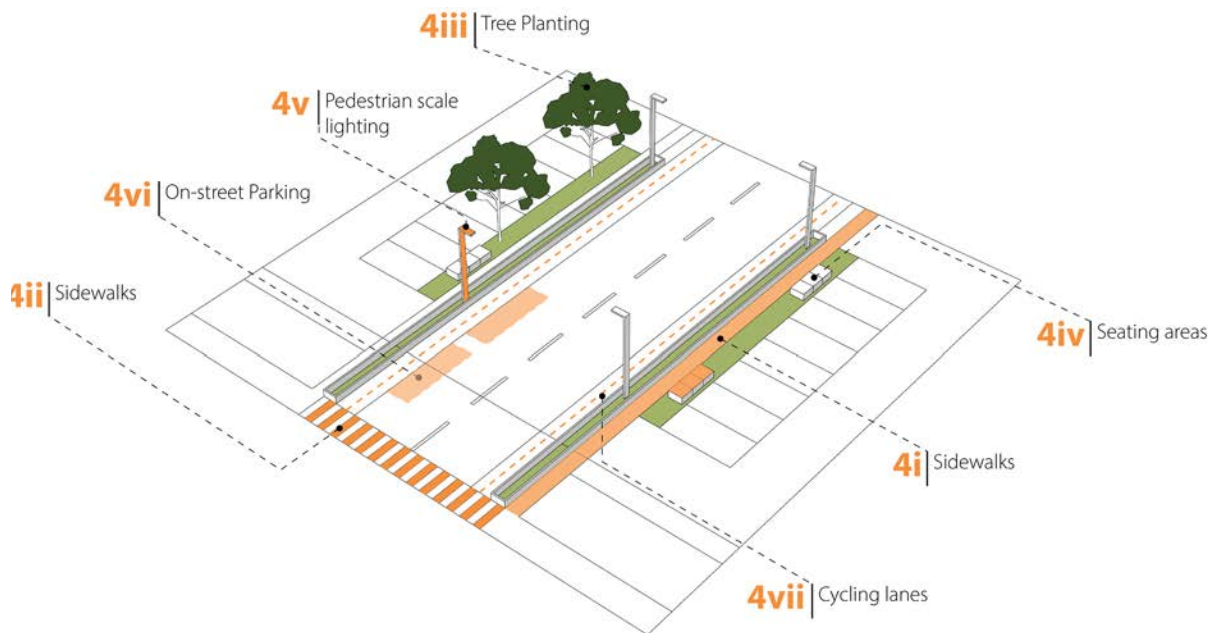 4iii Tree Planting
4v Pedestrian scale
lighting
4vi On-street Parking
4ii Sidewalks
4iv Seating areas
4i Sidewalks
4vii Cycling lanes